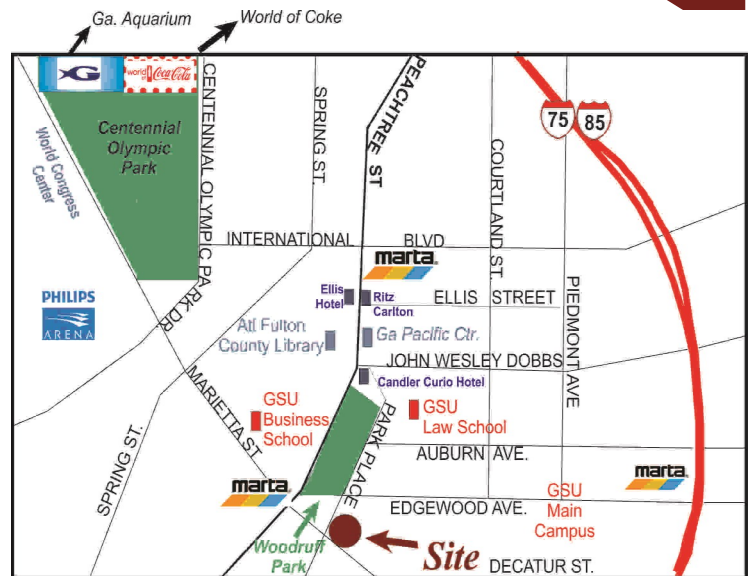 Ga. Aquarium
World of Coke
XG
world of Coca-Cola
PEACHTREE ST
CENTENNIAL OLYMPIC PARK DR
SPRING ST.
75
85
Centennial
Olympic
Park
World Congress
Center
COURTLAND ST.
INTERNATIONAL BLVD
marta
PIEDMONT AVE
Ellis
Hotel
Ritz
Carlton
ELLIS STREET
PHILIPS
ARENA
Atl Fulton
County Library
Ga Pacific Ctr.
JOHN WESLEY DOBBS
Candler Curio Hotel
MARIETTA ST
GSU
Business
School
PARK PLACE
GSU
Law School
SPRING ST.
AUBURN AVE.
marta
marta
EDGEWOOD AVE.
GSU
Main
Campus
Woodruff
Park
Site
DECATUR ST.